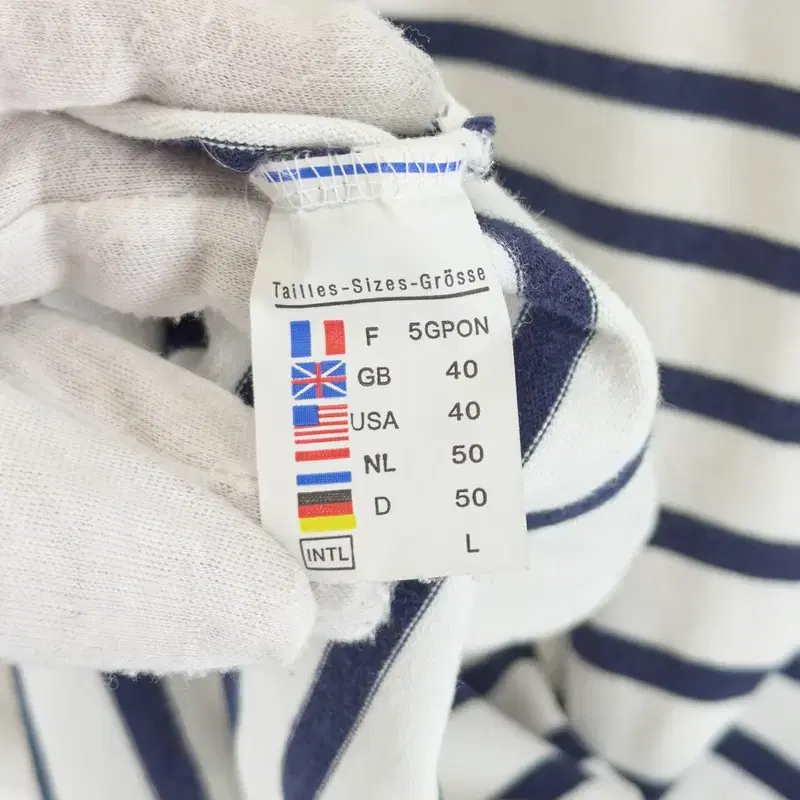 Tailles-Sizes-Grösse
F 5GPON
GB 40
USA 40
NL 50
D 50
INTL L